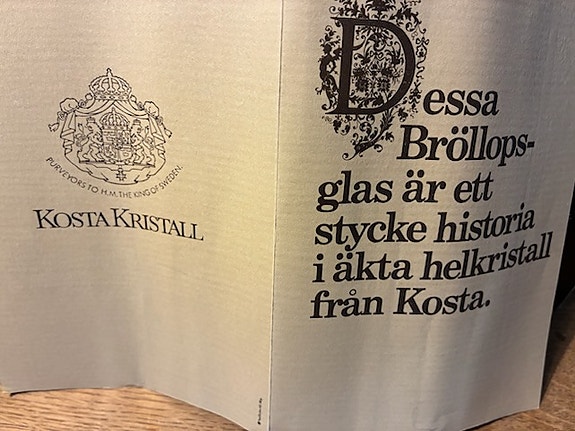 PURVEYORS TO H.M. THE KING OF SWEDEN.
KOSTA KRISTALL
Dessa
Bröllops-
glas är ett
stycke historia
i äkta helkristall
från Kosta.